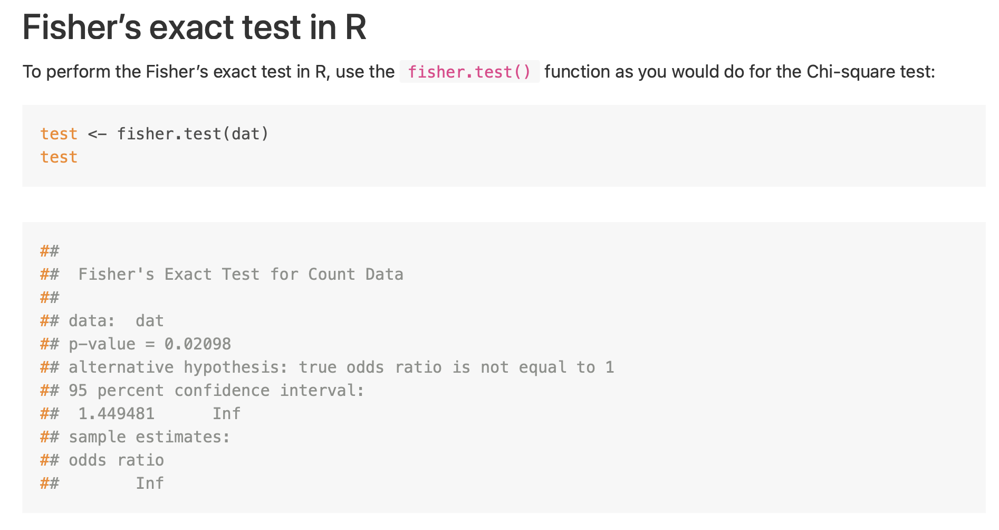 Fisher’s exact test in R
To perform the Fisher’s exact test in R, use the fisher.test() function as you would do for the Chi-square test:
test <- fisher.test(dat)
test
##
##  Fisher's Exact Test for Count Data
##
## data:  dat
## p-value = 0.02098
## alternative hypothesis: true odds ratio is not equal to 1
## 95 percent confidence interval:
##  1.449481      Inf
## sample estimates:
## odds ratio
##        Inf